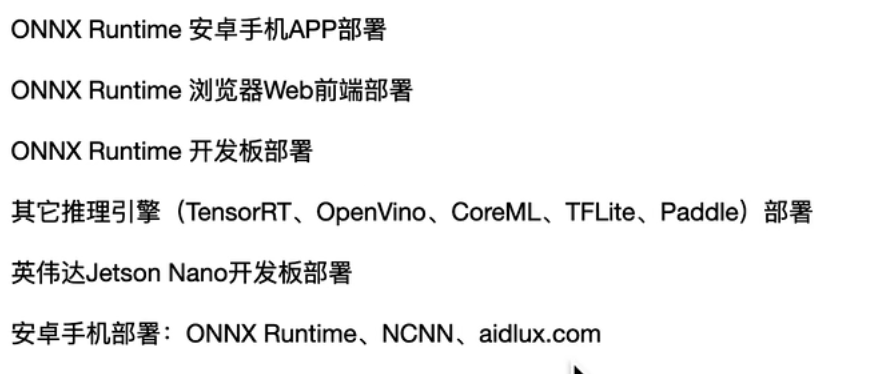 ONNX Runtime 安卓手机APP部署
ONNX Runtime 浏览器Web前端部署
ONNX Runtime 开发板部署
其它推理引擎（TensorRT、OpenVino、CoreML、TFLite、Paddle）部署
英伟达Jetson Nano开发板部署
安卓手机部署：ONNX Runtime、NCNN、aidlux.com